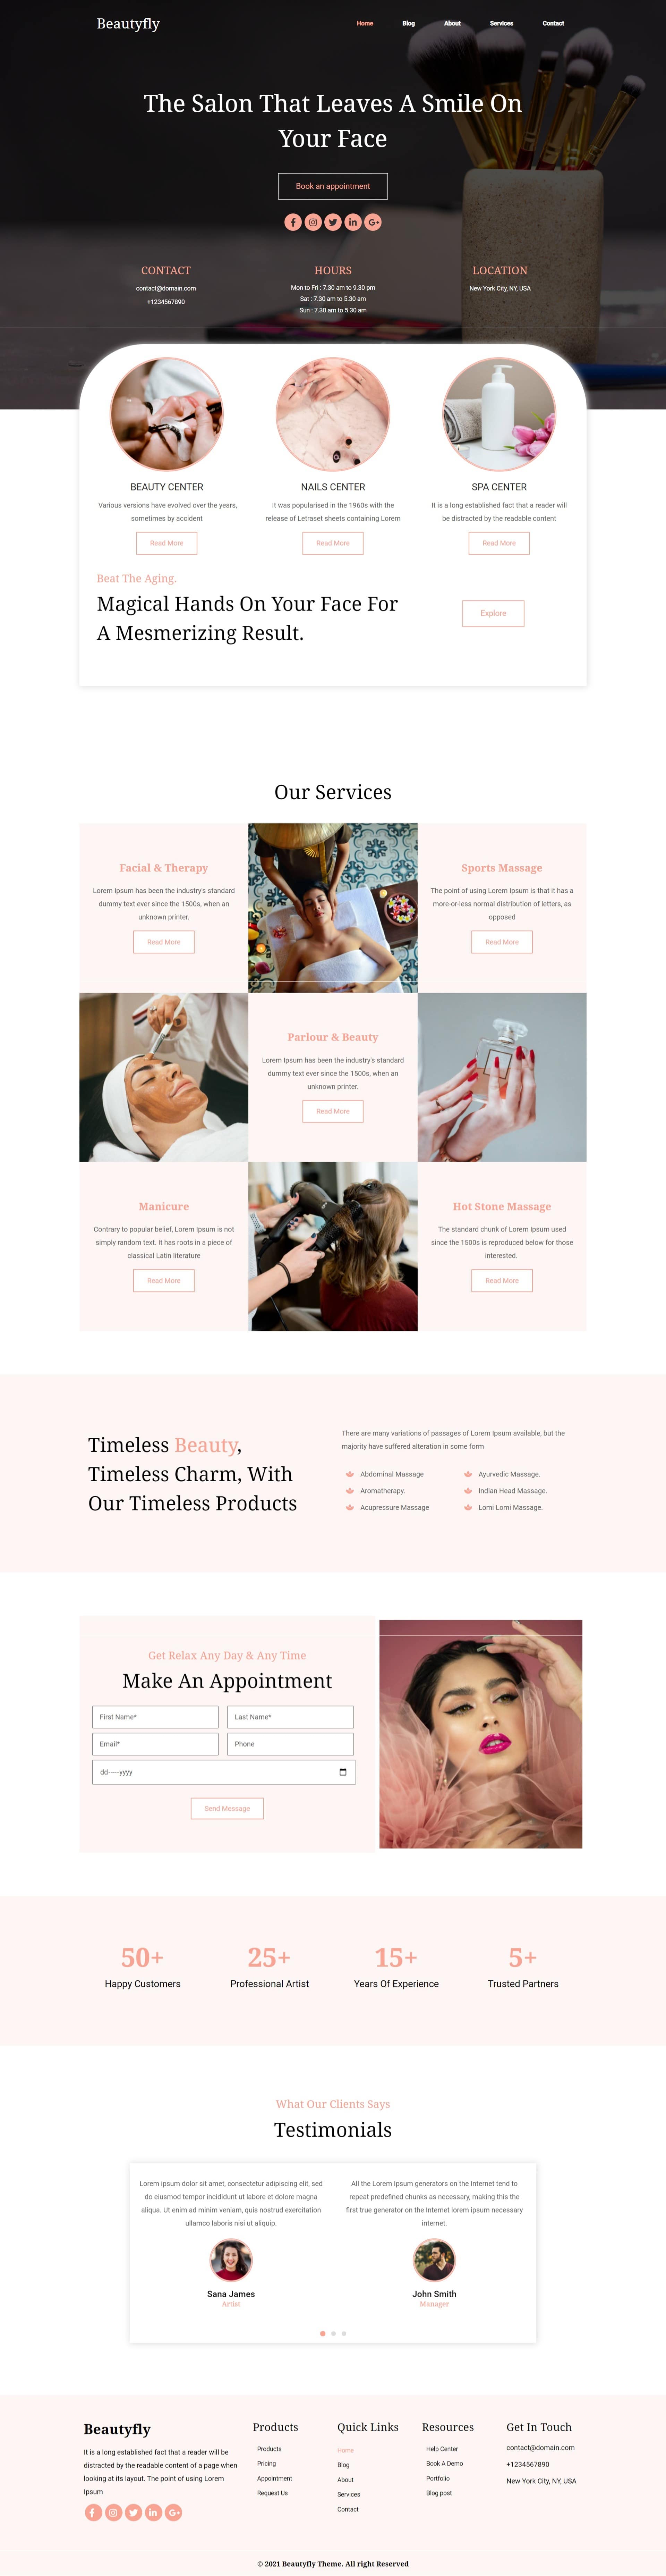 Beautyfly
Home Blog About Services Contact
The Salon That Leaves A Smile On
Your Face
Book an appointment
CONTACT
contact@domain.com
+1234567890
HOURS
Mon to Fri : 7.30 am to 9.30 pm
Sat : 7.30 am to 5.30 am
Sun : 7.30 am to 5.30 am
LOCATION
New York City, NY, USA
BEAUTY CENTER
Various versions have evolved over the years,
sometimes by accident
Read More
NAILS CENTER
It was popularised in the 1960s with the
release of Letraset sheets containing Lorem
Read More
SPA CENTER
It is a long established fact that a reader will
be distracted by the readable content
Read More
Beat The Aging.
Magical Hands On Your Face For
A Mesmerizing Result.
Explore
Our Services
Facial & Therapy
Lorem Ipsum has been the industry's standard
dummy text ever since the 1500s, when an
unknown printer.
Read More
Sports Massage
The point of using Lorem Ipsum is that it has a
more-or-less normal distribution of letters, as
opposed
Read More
Parlour & Beauty
Lorem Ipsum has been the industry's standard
dummy text ever since the 1500s, when an
unknown printer.
Read More
Manicure
Contrary to popular belief, Lorem Ipsum is not
simply random text. It has roots in a piece of
classical Latin literature
Read More
Hot Stone Massage
The standard chunk of Lorem Ipsum used
since the 1500s is reproduced below for those
interested.
Read More
Timeless Beauty,
Timeless Charm, With
Our Timeless Products
There are many variations of passages of Lorem Ipsum available, but the
majority have suffered alteration in some form
Abdominal Massage
Aromatherapy.
Acupressure Massage
Ayurvedic Massage.
Indian Head Massage.
Lomi Lomi Massage.
Get Relax Any Day & Any Time
Make An Appointment
First Name*
Last Name*
Email*
Phone
dd----yyyy
Send Message
50+
Happy Customers
25+
Professional Artist
15+
Years Of Experience
5+
Trusted Partners
What Our Clients Says
Testimonials
Lorem ipsum dolor sit amet, consectetur adipiscing elit, sed
do eiusmod tempor incididunt ut labore et dolore magna
aliqua. Ut enim ad minim veniam, quis nostrud exercitation
ullamco laboris nisi ut aliquip.
Sana James
Artist
All the Lorem Ipsum generators on the Internet tend to
repeat predefined chunks as necessary, making this the
first true generator on the Internet lorem ipsum necessary
internet.
John Smith
Manager
Beautyfly
It is a long established fact that a reader will be
distracted by the readable content of a page when
looking at its layout. The point of using Lorem
Ipsum
Products
Products
Pricing
Appointment
Request Us
Quick Links
Home
Blog
About
Services
Contact
Resources
Help Center
Book A Demo
Portfolio
Blog post
Get In Touch
contact@domain.com
+1234567890
New York City, NY, USA
© 2021 Beautyfly Theme. All right Reserved